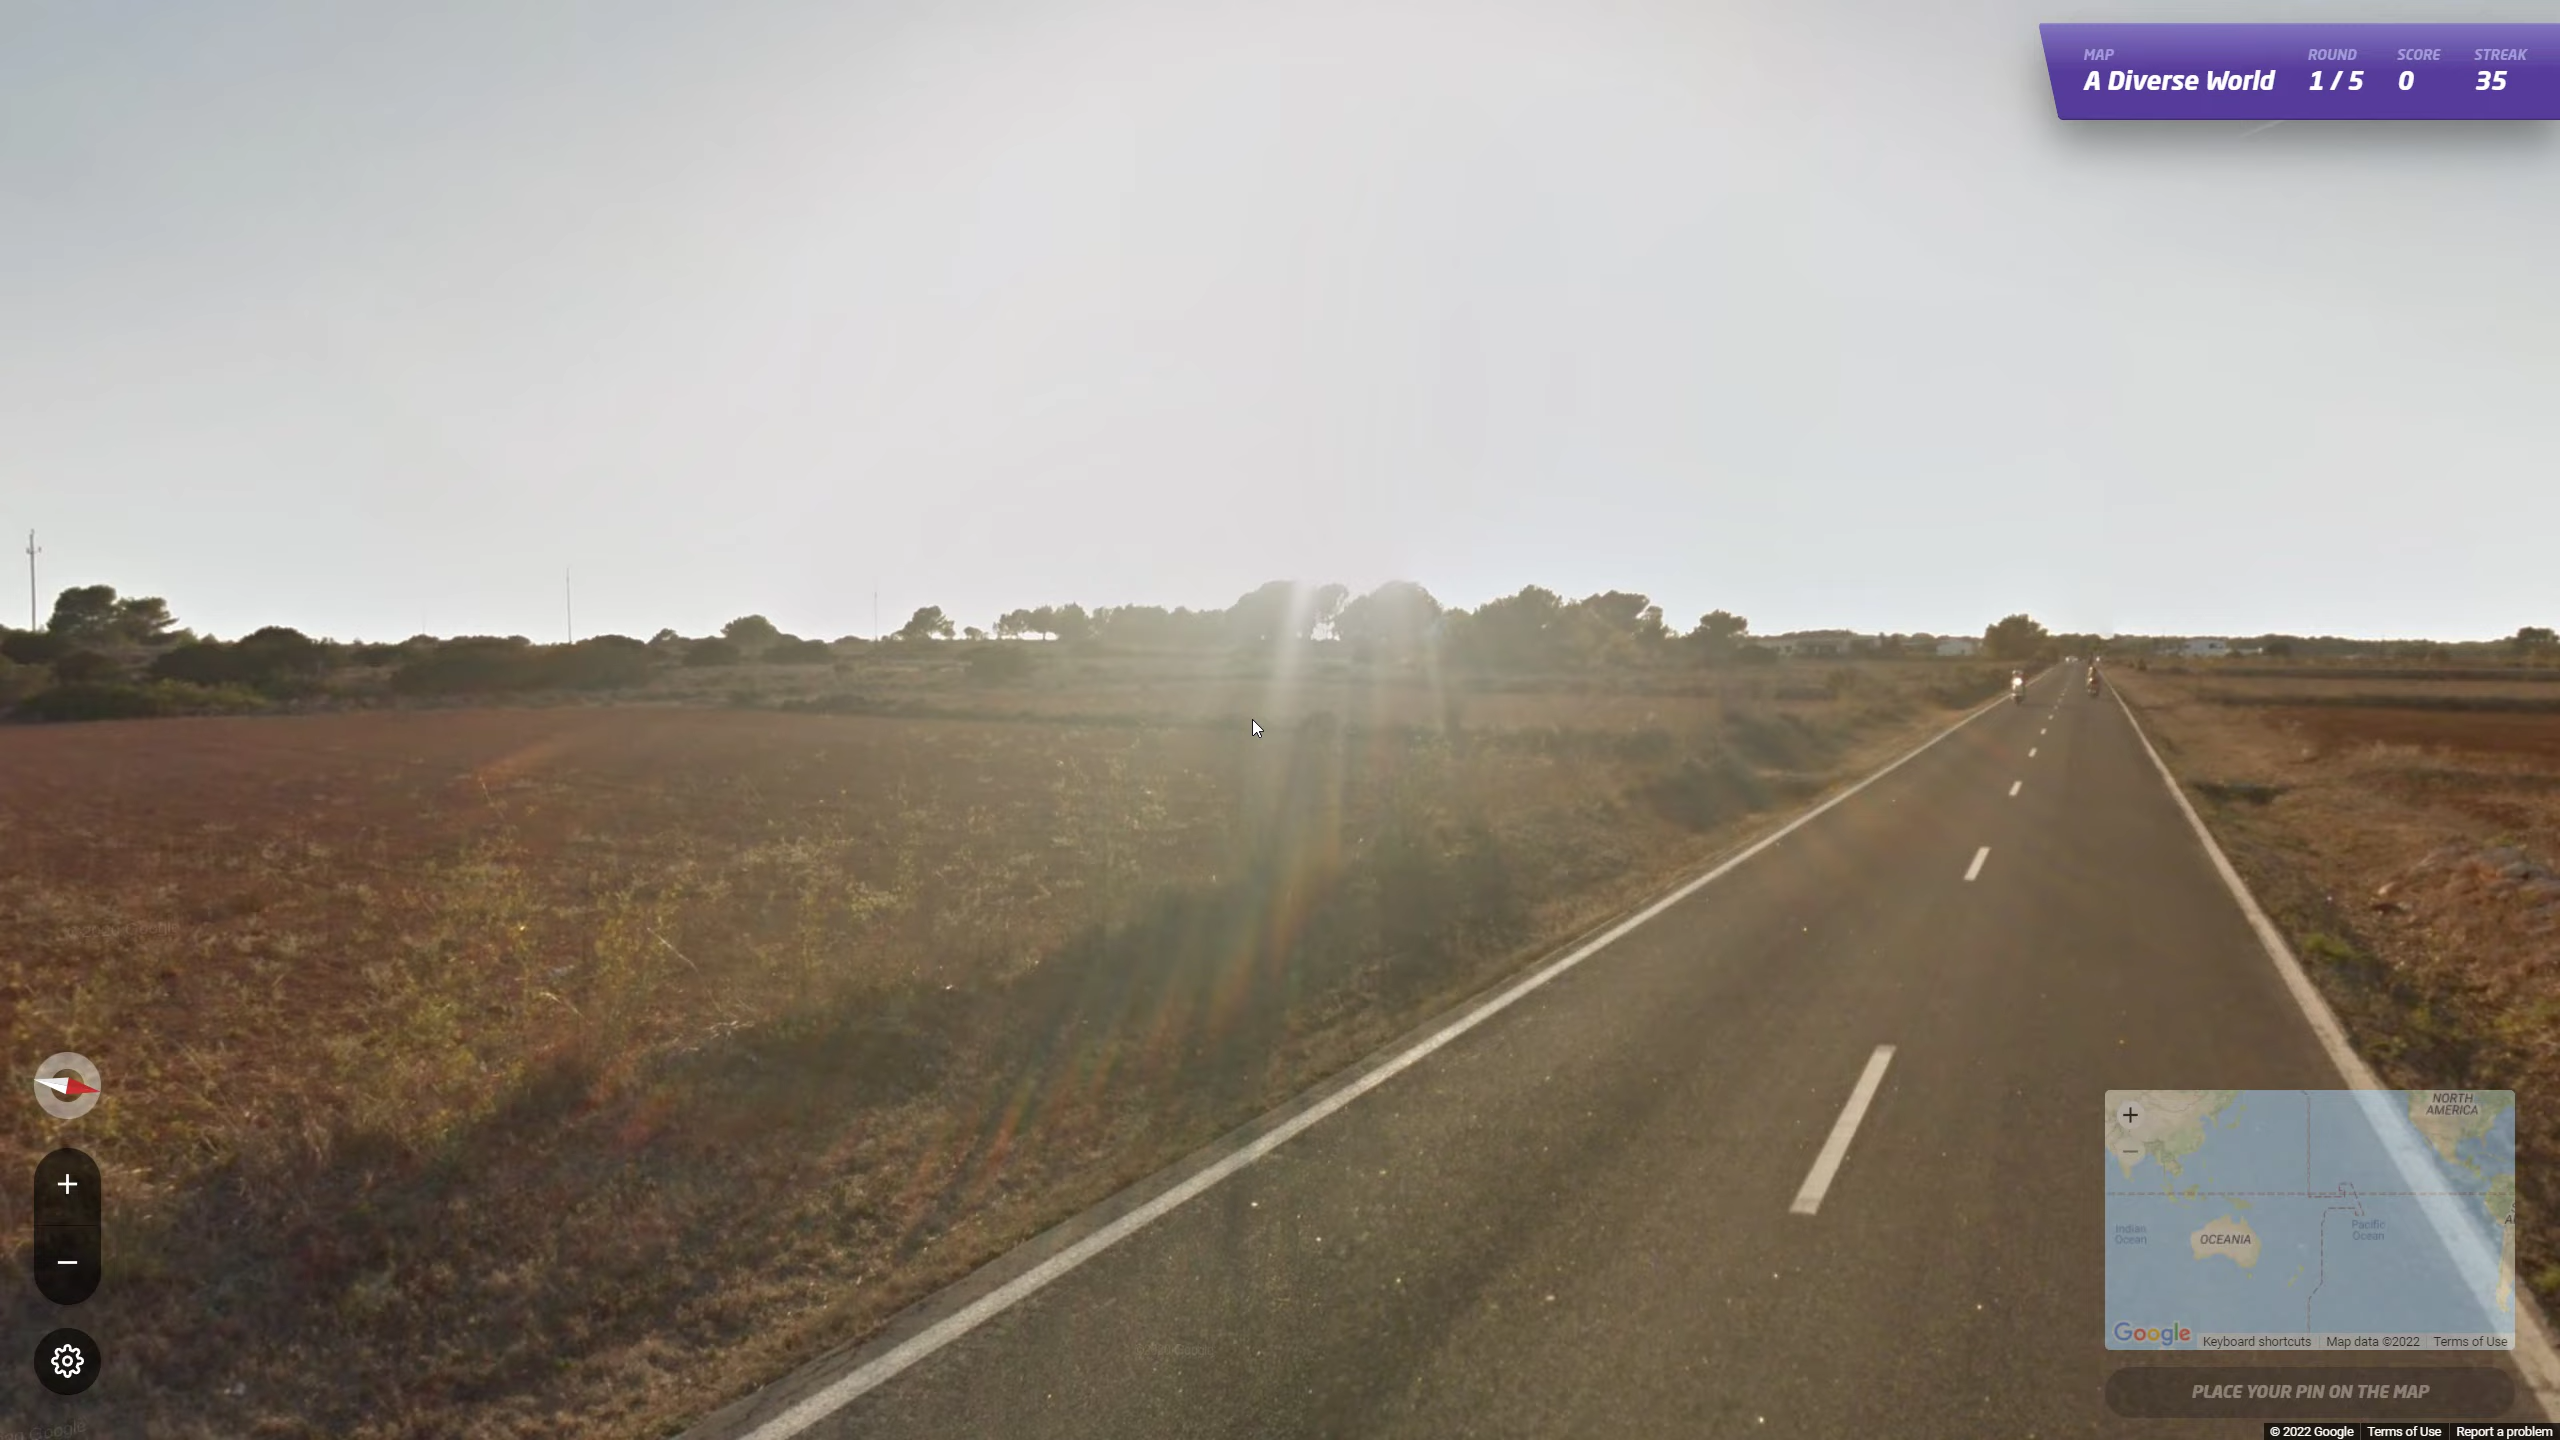 MAP
A Diverse World
ROUND
1 / 5
SCORE
0
STREAK
35
NORTH
AMERICA
Indian
Ocean
OCEANIA
Pacific
Ocean
Google
Keyboard shortcuts
Map data ©2022
Terms of Use
PLACE YOUR PIN ON THE MAP
© 2022 Google
Terms of Use
Report a problem